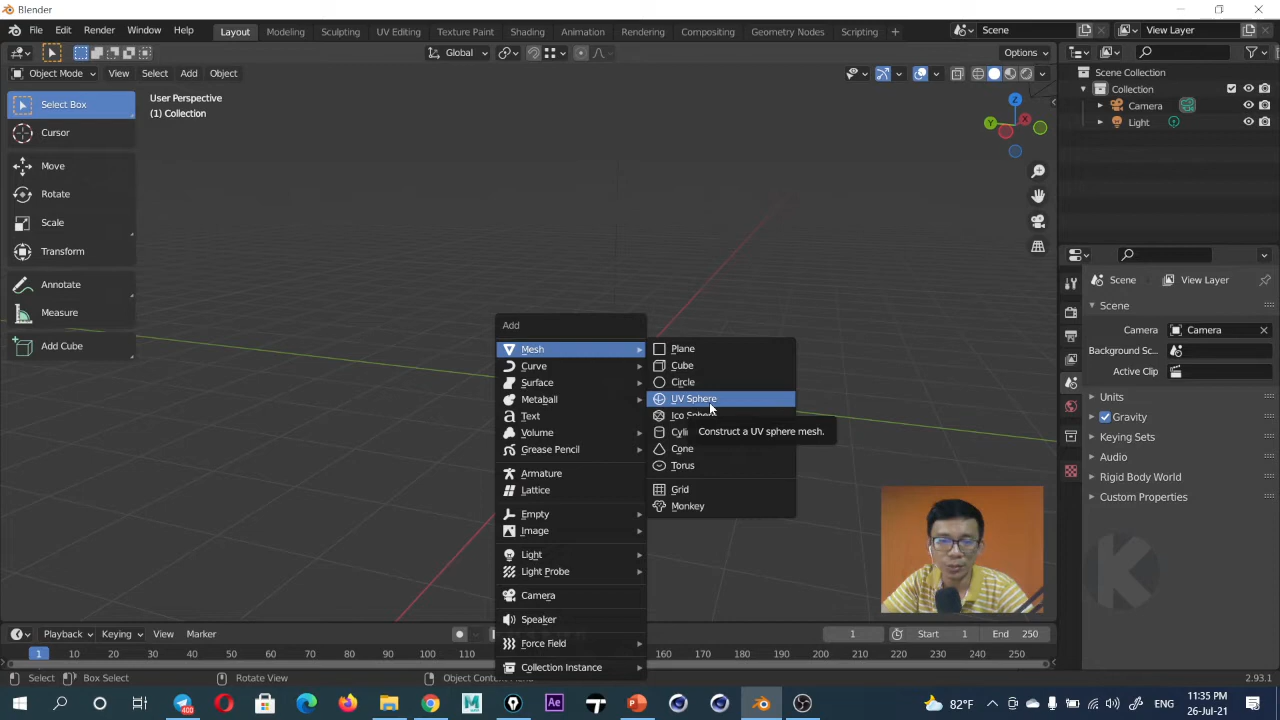 Blender
File Edit Render Window Help Layout Modeling Sculpting UV Editing Texture Paint Shading Animation Rendering Compositing Geometry Nodes Scripting + Scene View Layer
Global Options
Object Mode View Select Add Object
User Perspective
(1) Collection
Select Box
Cursor
Move
Rotate
Scale
Transform
Annotate
Measure
Add Cube
Z
Y
X
Scene Collection
Collection
Camera
Light
Add
Mesh
Curve
Surface
Metaball
Text
Volume
Grease Pencil
Armature
Lattice
Empty
Image
Light
Light Probe
Camera
Speaker
Force Field
Collection Instance
Plane
Cube
Circle
UV Sphere
Ico Sphere
Construct a UV sphere mesh.
Cone
Torus
Grid
Monkey
Scene View Layer
Scene
Camera Camera
Background Sc...
Active Clip
Units
Gravity
Keying Sets
Audio
Rigid Body World
Custom Properties
K
Playback Keying View Marker 1 Start 1 End 250
1 10 20 30 40 50 60 70 80 90 100 110 160 170 180 190 200 210 220 230 240 250
Select Box Select Rotate View Object Context Menu 2.93.1
400 Ae 82°F 11:35 PM
26-Jul-21